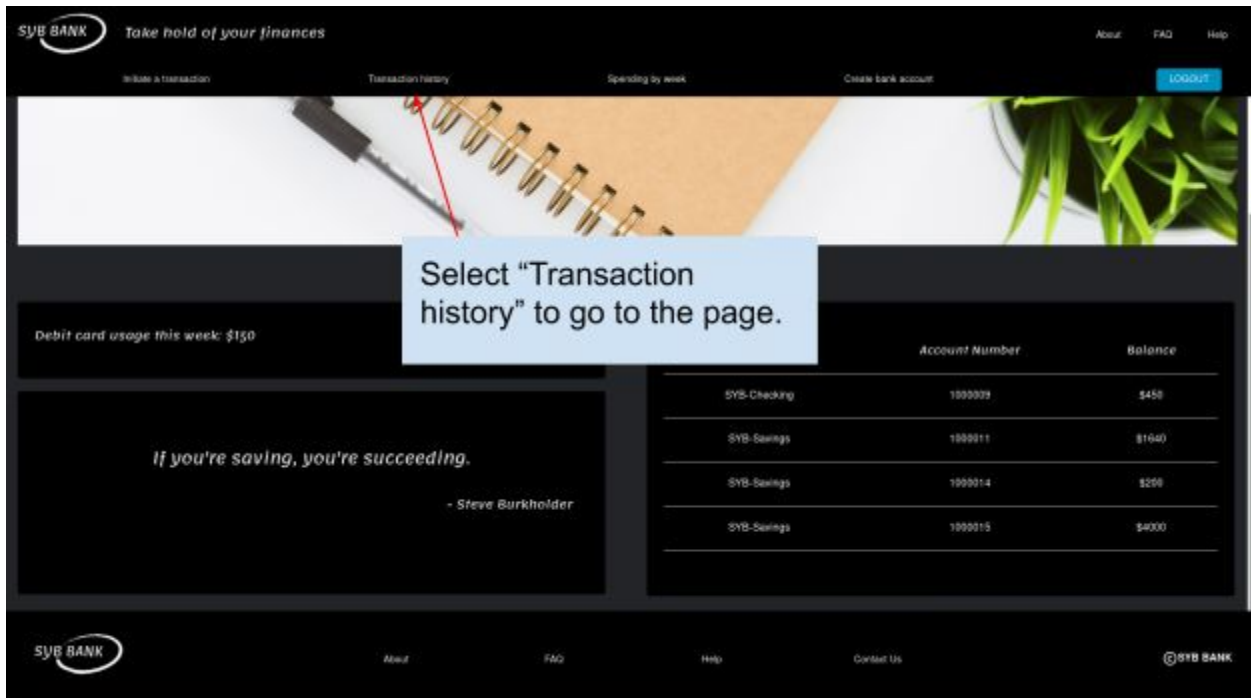 SYB BANK
Take hold of your finances
About FAQ Help
Initiate a transaction Transaction history Spending by week Create bank account LOGOUT
Select “Transaction
history” to go to the page.
Debit card usage this week: $150
Account Number Balance
SYB-Checking 1000009 $450
SYB-Savings 1000011 $1640
SYB-Savings 1000014 $200
SYB-Savings 1000015 $4000
If you're saving, you're succeeding.
- Steve Burkholder
SYB BANK
About FAQ Help Contact Us
©SYB BANK